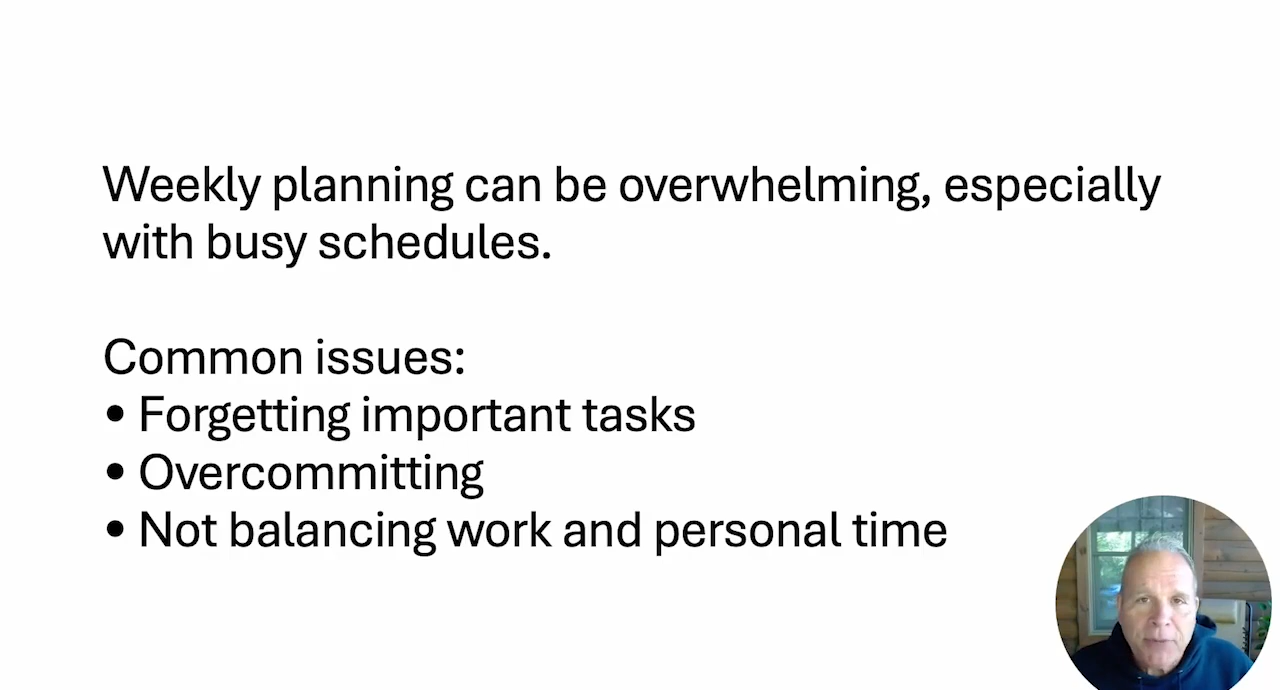 Weekly planning can be overwhelming, especially
with busy schedules.
Common issues:
• Forgetting important tasks
• Overcommitting
• Not balancing work and personal time